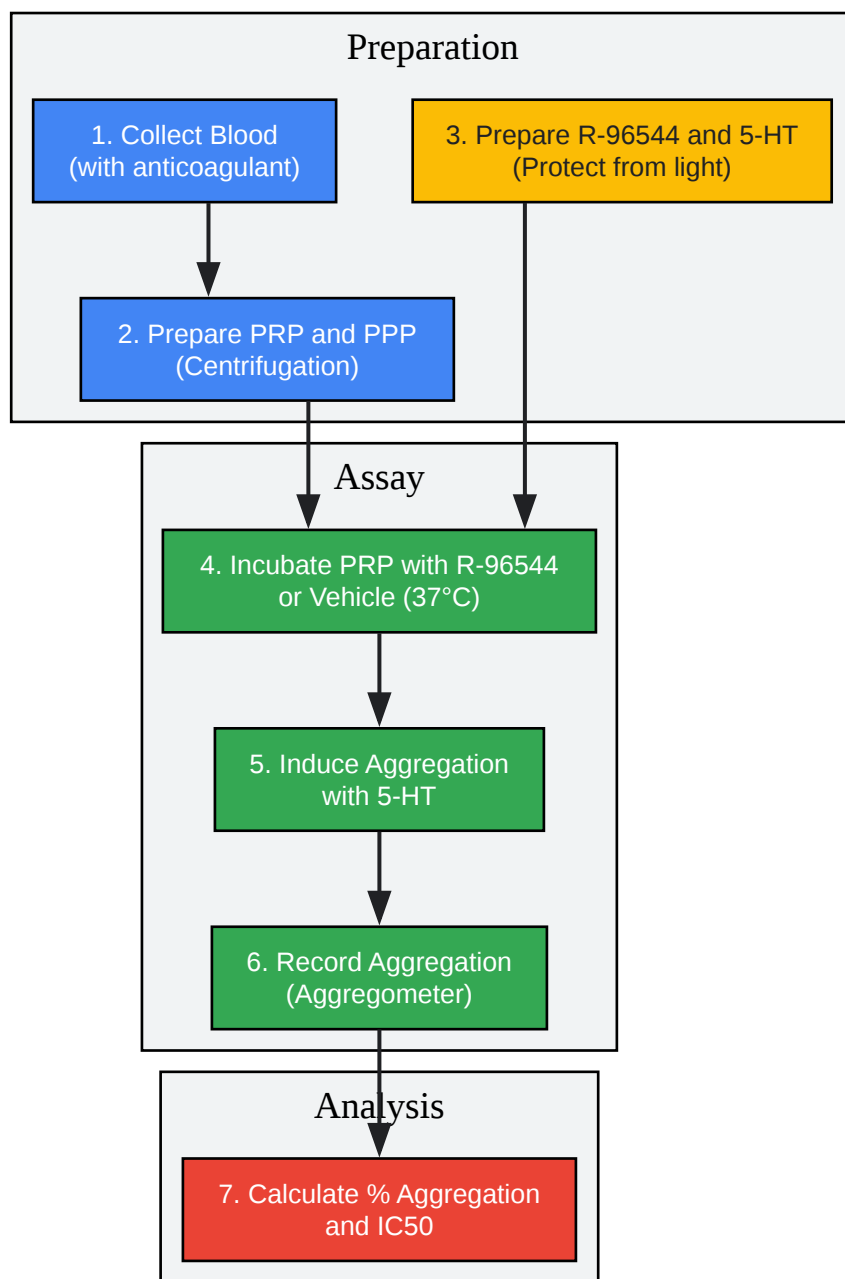 Preparation
1. Collect Blood
(with anticoagulant)
3. Prepare R-96544 and 5-HT
(Protect from light)
2. Prepare PRP and PPP
(Centrifugation)
Assay
4. Incubate PRP with R-96544
or Vehicle (37°C)
5. Induce Aggregation
with 5-HT
6. Record Aggregation
(Aggregometer)
Analysis
7. Calculate % Aggregation
and IC50